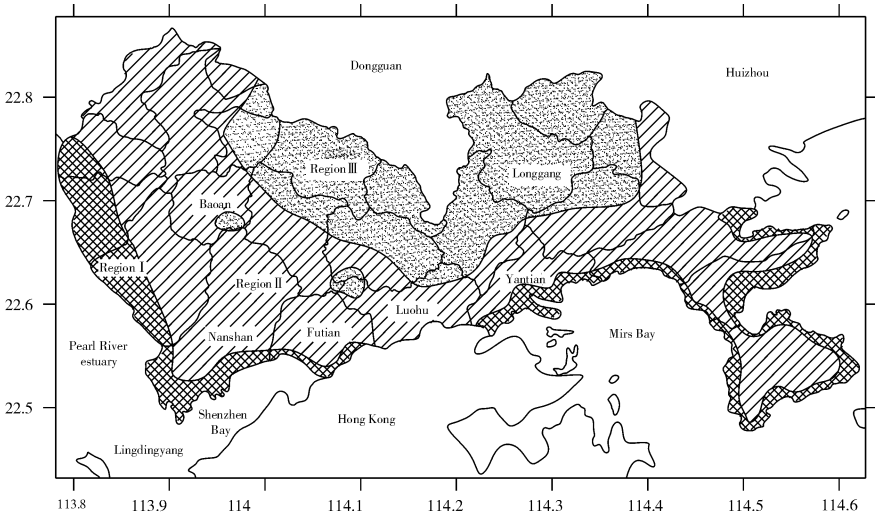 Dongguan
Huizhou
22.8
Region Ⅲ
Longgang
22.7
Baoan
Region Ⅰ
Region Ⅱ
Yantian
22.6
Luohu
Nanshan
Futian
Mirs Bay
Pearl River
estuary
22.5
Shenzhen
Bay
Hong Kong
Lingdingyang
113.8
113.9
114
114.1
114.2
114.3
114.4
114.5
114.6